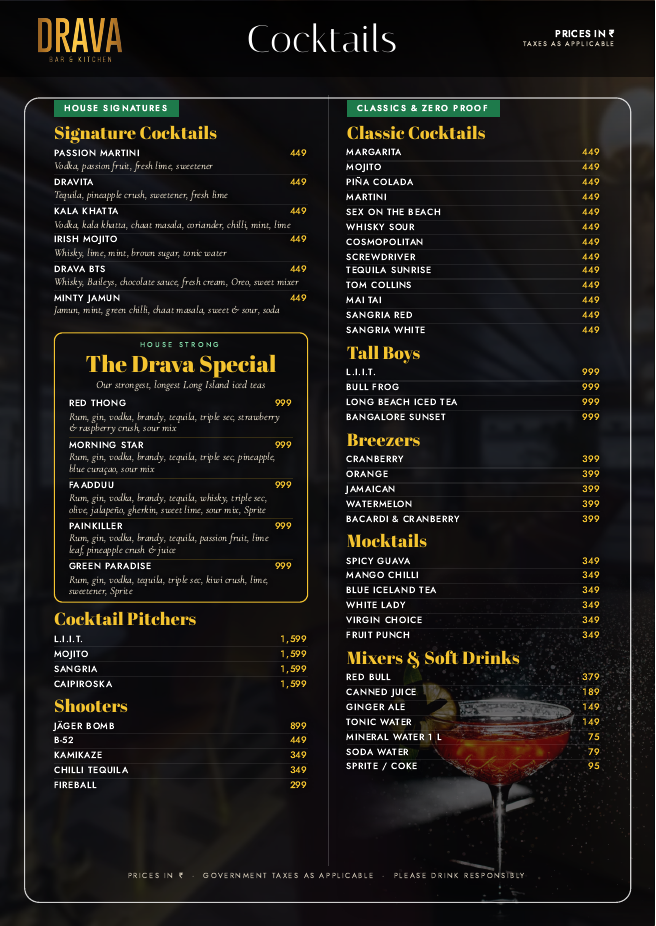 DRAVA
BAR & KITCHEN
Cocktails
PRICES IN ₹
TAXES AS APPLICABLE
HOUSE SIGNATURES
Signature Cocktails
PASSION MARTINI 449
Vodka, passion fruit, fresh lime, sweetener
DRAVITA 449
Tequila, pineapple crush, sweetener, fresh lime
KALA KHATTA 449
Vodka, kala khatta, chaat masala, coriander, chilli, mint, lime
IRISH MOJITO 449
Whisky, lime, mint, brown sugar, tonic water
DRAVA BTS 449
Whisky, Baileys, chocolate sauce, fresh cream, Oreo, sweet mixer
MINTY JAMUN 449
Jamun, mint, green chilli, chaat masala, sweet & sour, soda
HOUSE STRONG
The Drava Special
Our strongest, longest Long Island iced teas
RED THONG 999
Rum, gin, vodka, brandy, tequila, triple sec, strawberry
& raspberry crush, sour mix
MORNING STAR 999
Rum, gin, vodka, brandy, tequila, triple sec, pineapple,
blue curaçao, sour mix
FAADDUU 999
Rum, gin, vodka, brandy, tequila, whisky, triple sec,
olive, jalapeño, gherkin, sweet lime, sour mix, Sprite
PAINKILLER 999
Rum, gin, vodka, brandy, tequila, passion fruit, lime
leaf, pineapple crush & juice
GREEN PARADISE 999
Rum, gin, vodka, tequila, triple sec, kiwi crush, lime,
sweetener, Sprite
Cocktail Pitchers
L.I.I.T. 1,599
MOJITO 1,599
SANGRIA 1,599
CAIPIROSKA 1,599
Shooters
JÄGER BOMB 899
B-52 449
KAMIKAZE 349
CHILLI TEQUILA 349
FIREBALL 299
CLASSICS & ZERO PROOF
Classic Cocktails
MARGARITA 449
MOJITO 449
PIÑA COLADA 449
MARTINI 449
SEX ON THE BEACH 449
WHISKY SOUR 449
COSMOPOLITAN 449
SCREWDRIVER 449
TEQUILA SUNRISE 449
TOM COLLINS 449
MAI TAI 449
SANGRIA RED 449
SANGRIA WHITE 449
Tall Boys
L.I.I.T. 999
BULL FROG 999
LONG BEACH ICED TEA 999
BANGALORE SUNSET 999
Breezers
CRANBERRY 399
ORANGE 399
JAMAICAN 399
WATERMELON 399
BACARDI & CRANBERRY 399
Mocktails
SPICY GUAVA 349
MANGO CHILLI 349
BLUE ICELAND TEA 349
WHITE LADY 349
VIRGIN CHOICE 349
FRUIT PUNCH 349
Mixers & Soft Drinks
RED BULL 379
CANNED JUICE 189
GINGER ALE 149
TONIC WATER 149
MINERAL WATER 1 L 75
SODA WATER 79
SPRITE / COKE 95
PRICES IN ₹ · GOVERNMENT TAXES AS APPLICABLE · PLEASE DRINK RESPONSIBLY